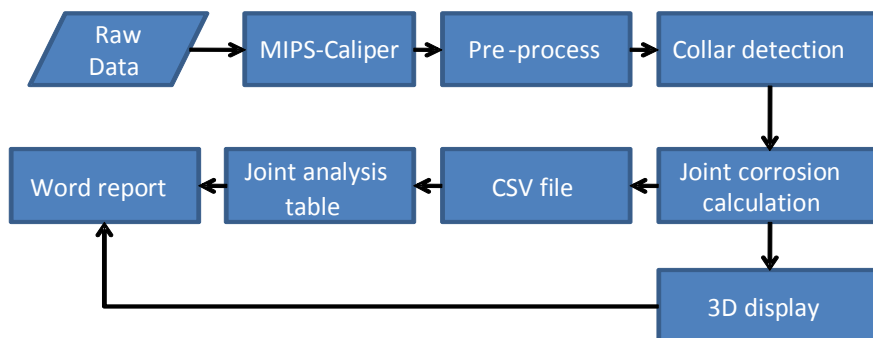 Raw
Data
MIPS-Caliper
Pre-process
Collar detection
Word report
Joint analysis
table
CSV file
Joint corrosion
calculation
3D display